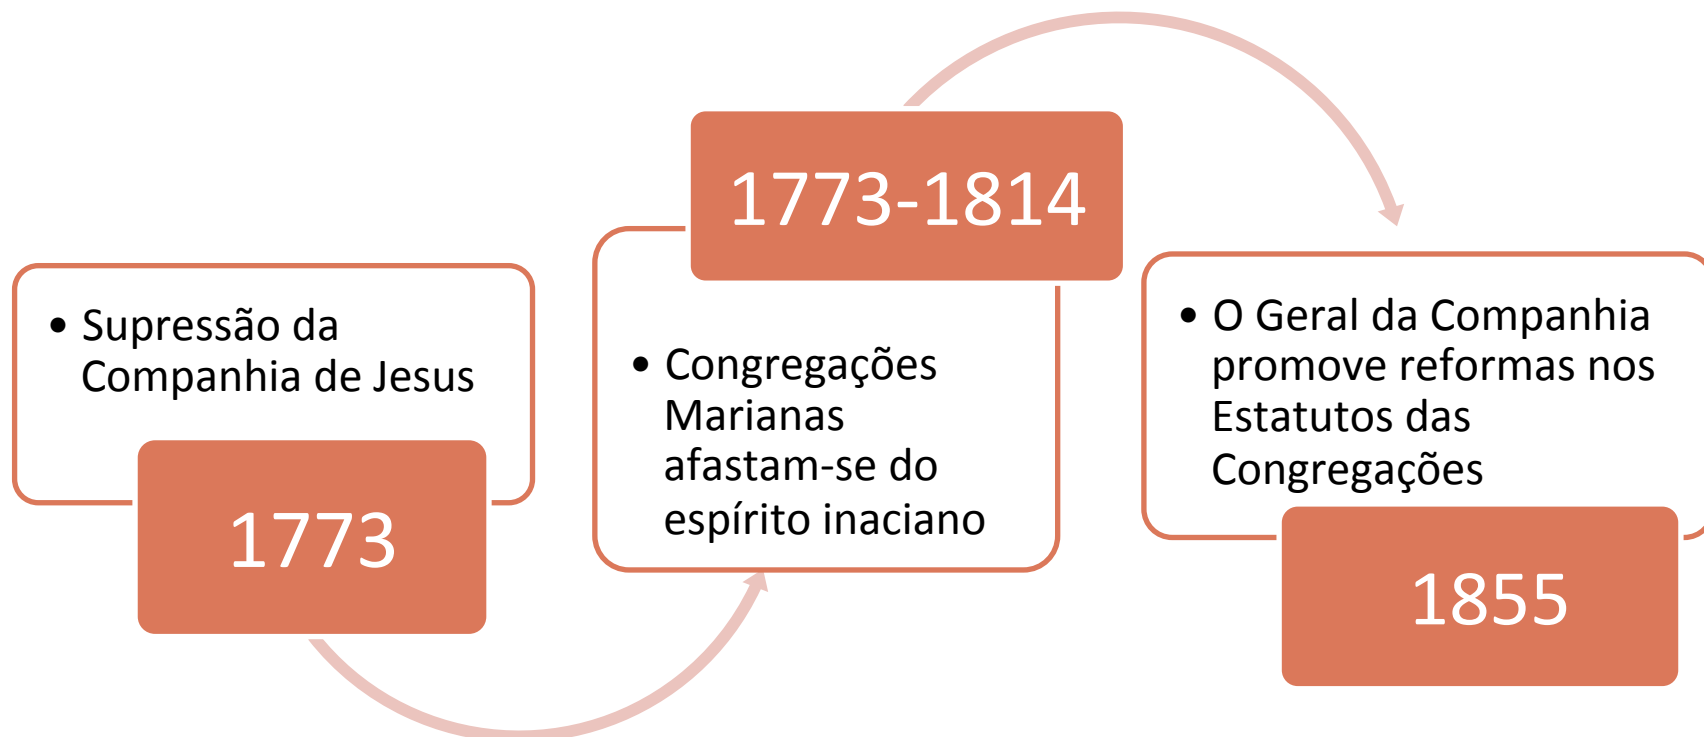 • Supressão da
Companhia de Jesus
1773
1773-1814
• Congregações
Marianas
afastam-se do
espírito inaciano
• O Geral da Companhia
promove reformas nos
Estatutos das
Congregações
1855